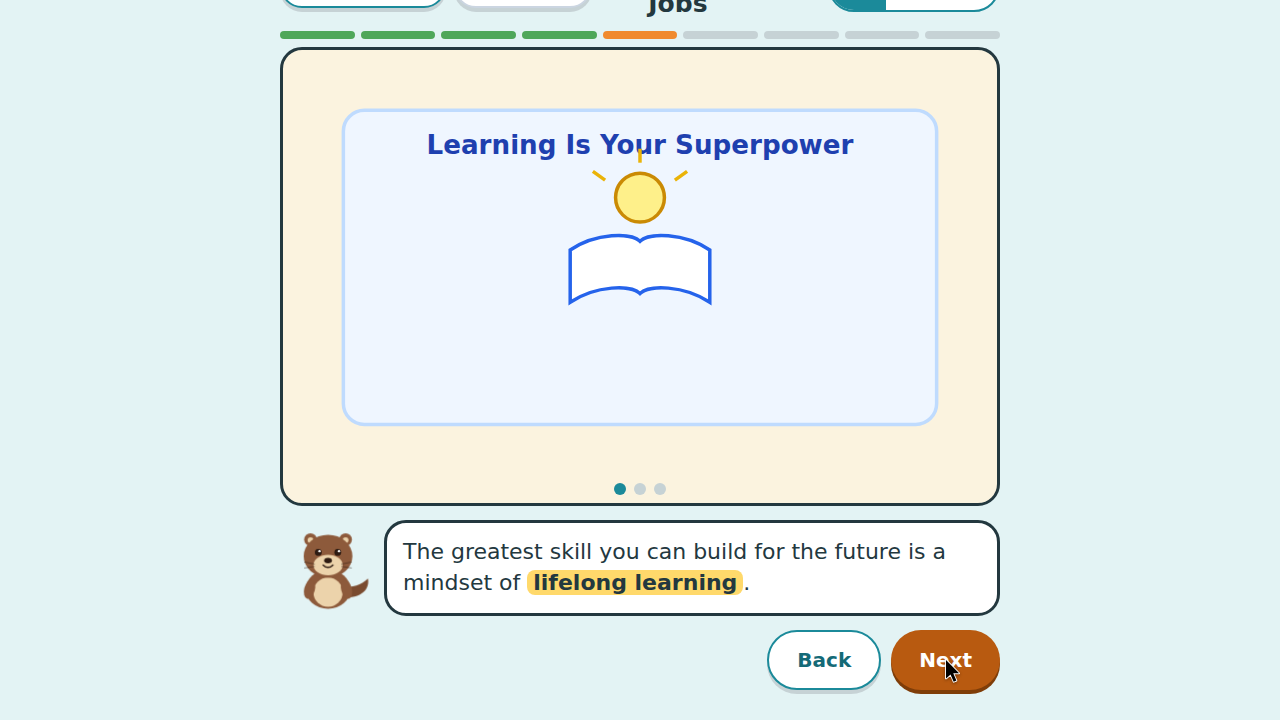 Jobs
Learning Is Your Superpower
The greatest skill you can build for the future is a
mindset of lifelong learning.
Back
Next